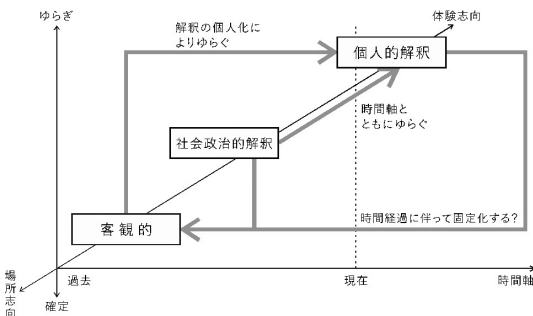 ゆらぎ
体験志向
解釈の個人化に
よりゆらぐ
個人的解釈
時間軸と
ともにゆらぐ
社会政治的解釈
客観的
時間経過に伴って固定化する?
場所志向
確定
過去
現在
時間軸